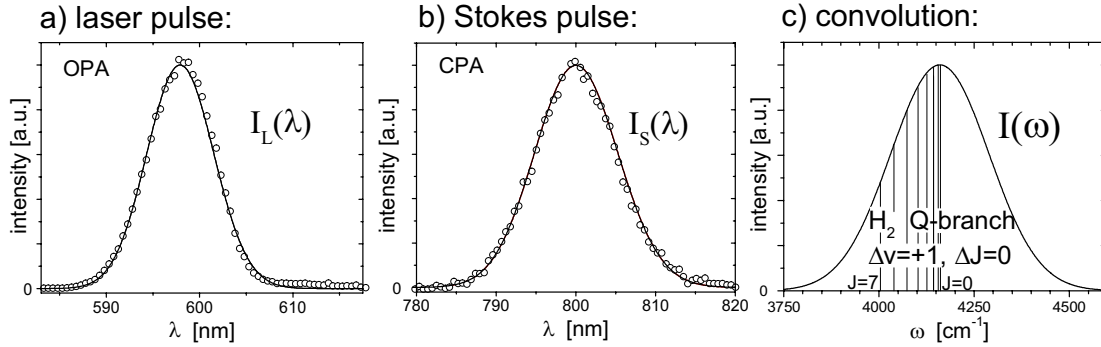 a) laser pulse:
OPA
I_L(λ)
intensity [a.u.]
0
590 600 610
λ [nm]
b) Stokes pulse:
CPA
I_S(λ)
intensity [a.u.]
0
780 790 800 810 820
λ [nm]
c) convolution:
I(ω)
H_2 Q-branch
Δv=+1, ΔJ=0
J=7 J=0
intensity [a.u.]
0
3750 4000 4250 4500
ω [cm^-1]